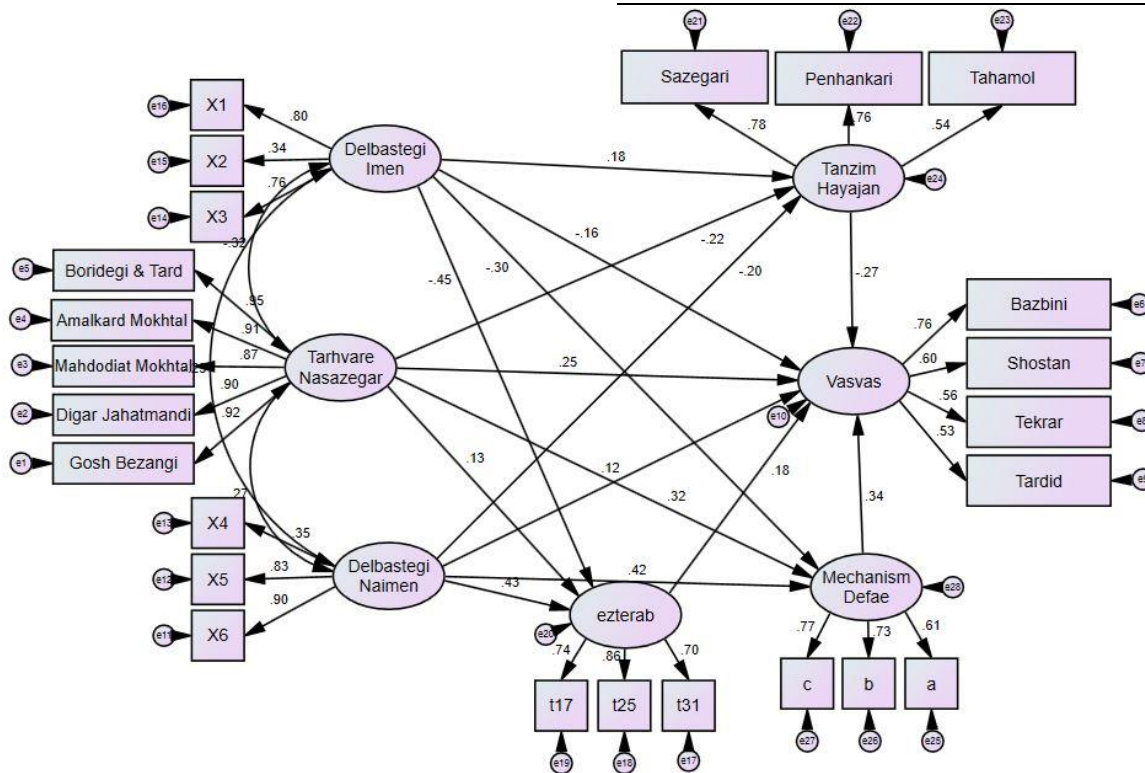 e21
e22
e23
Sazegari
Penhankari
Tahamol
.78
.76
.54
e16
X1
.80
e15
X2
.34
e14
X3
.76
Delbastegi
Imen
.18
Tanzim
Hayajan
e24
-.32
-.16
-.22
-.30
-.20
-.45
-.27
e5
Boridegi & Tard
.95
e4
Amalkard Mokhtal
.91
e3
Mahdodiat Mokhtal
.87
e2
Digar Jahatmandi
.90
e1
Gosh Bezangi
.92
Tarhvare
Nasazegar
.25
Vasvas
e10
Bazbini
e6
.76
Shostan
e7
.60
Tekrar
e8
.56
Tardid
.53
.13
.12
.32
.18
.34
.27
e13
X4
.35
e12
X5
.83
e11
X6
.90
Delbastegi
Naimen
.43
.42
ezterab
e20
Mechanism
Defae
e28
.74
.86
.70
.77
.73
.61
t17
t25
t31
c
b
a
e19
e18
e17
e27
e26
e25